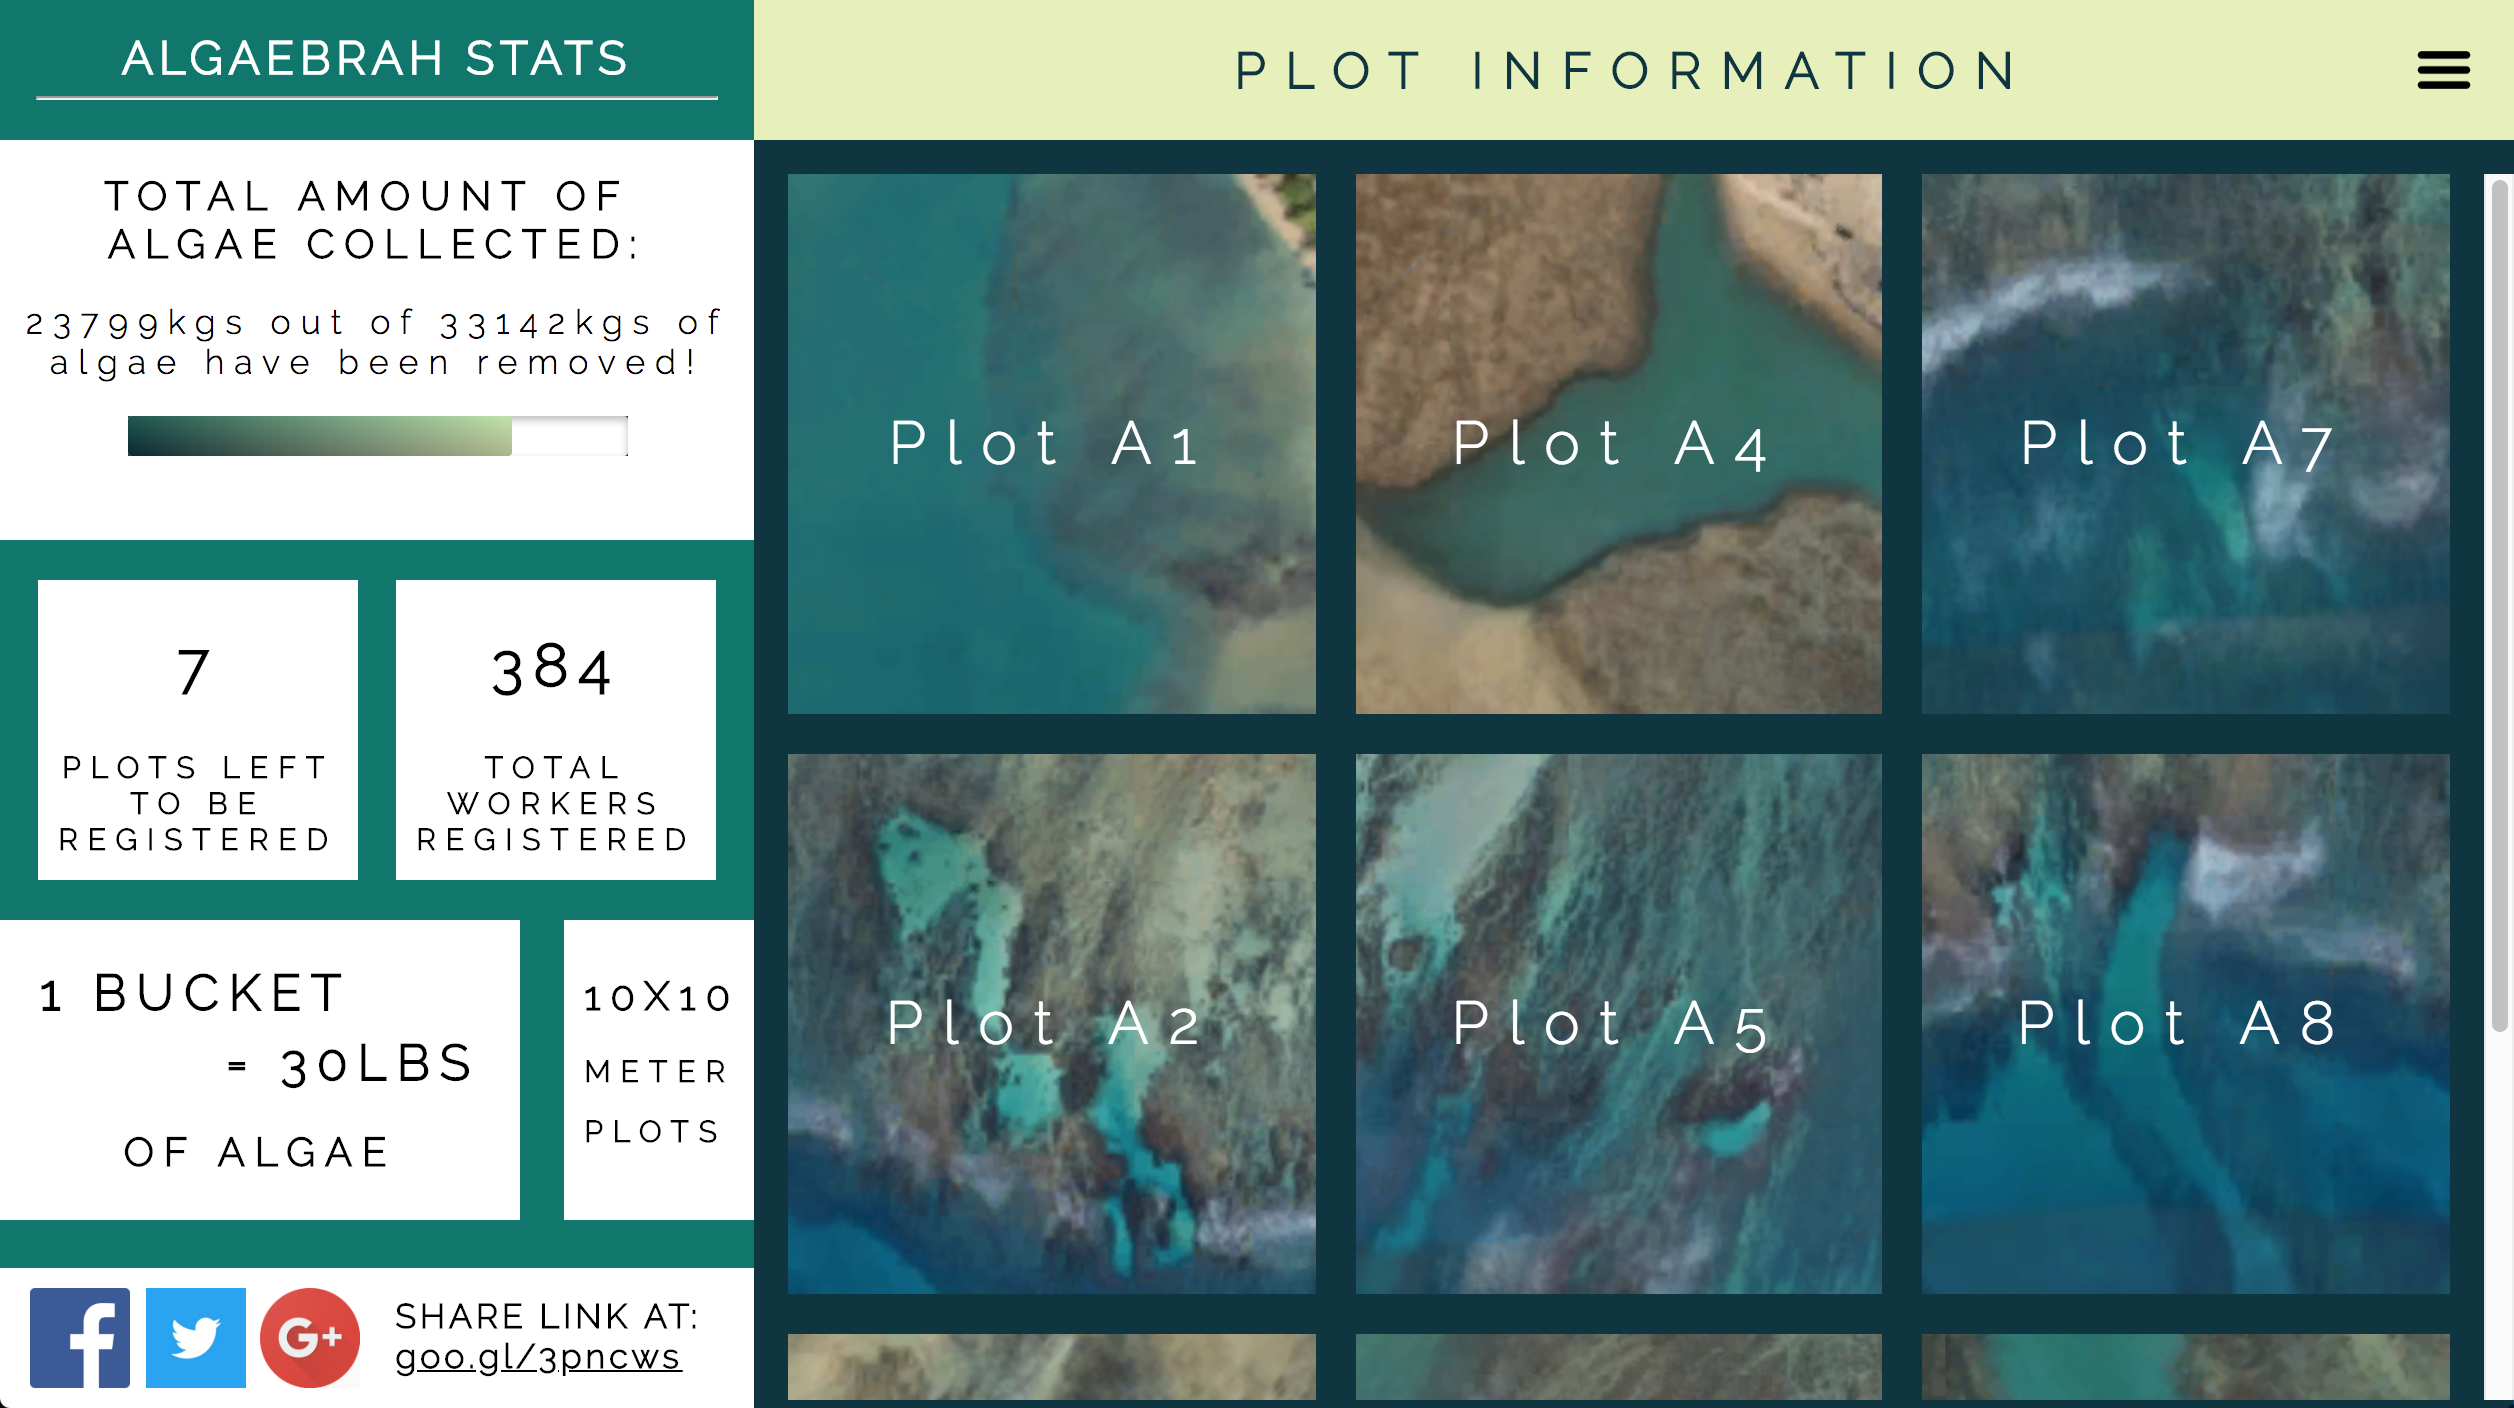 ALGAEBRAH STATS
TOTAL AMOUNT OF
ALGAE COLLECTED:
23799kgs out of 33142kgs of
algae have been removed!
7
PLOTS LEFT
TO BE
REGISTERED
384
TOTAL
WORKERS
REGISTERED
1 BUCKET
= 30LBS
OF ALGAE
10X10
METER
PLOTS
SHARE LINK AT:
goo.gl/3pncws
PLOT INFORMATION
Plot A1
Plot A4
Plot A7
Plot A2
Plot A5
Plot A8